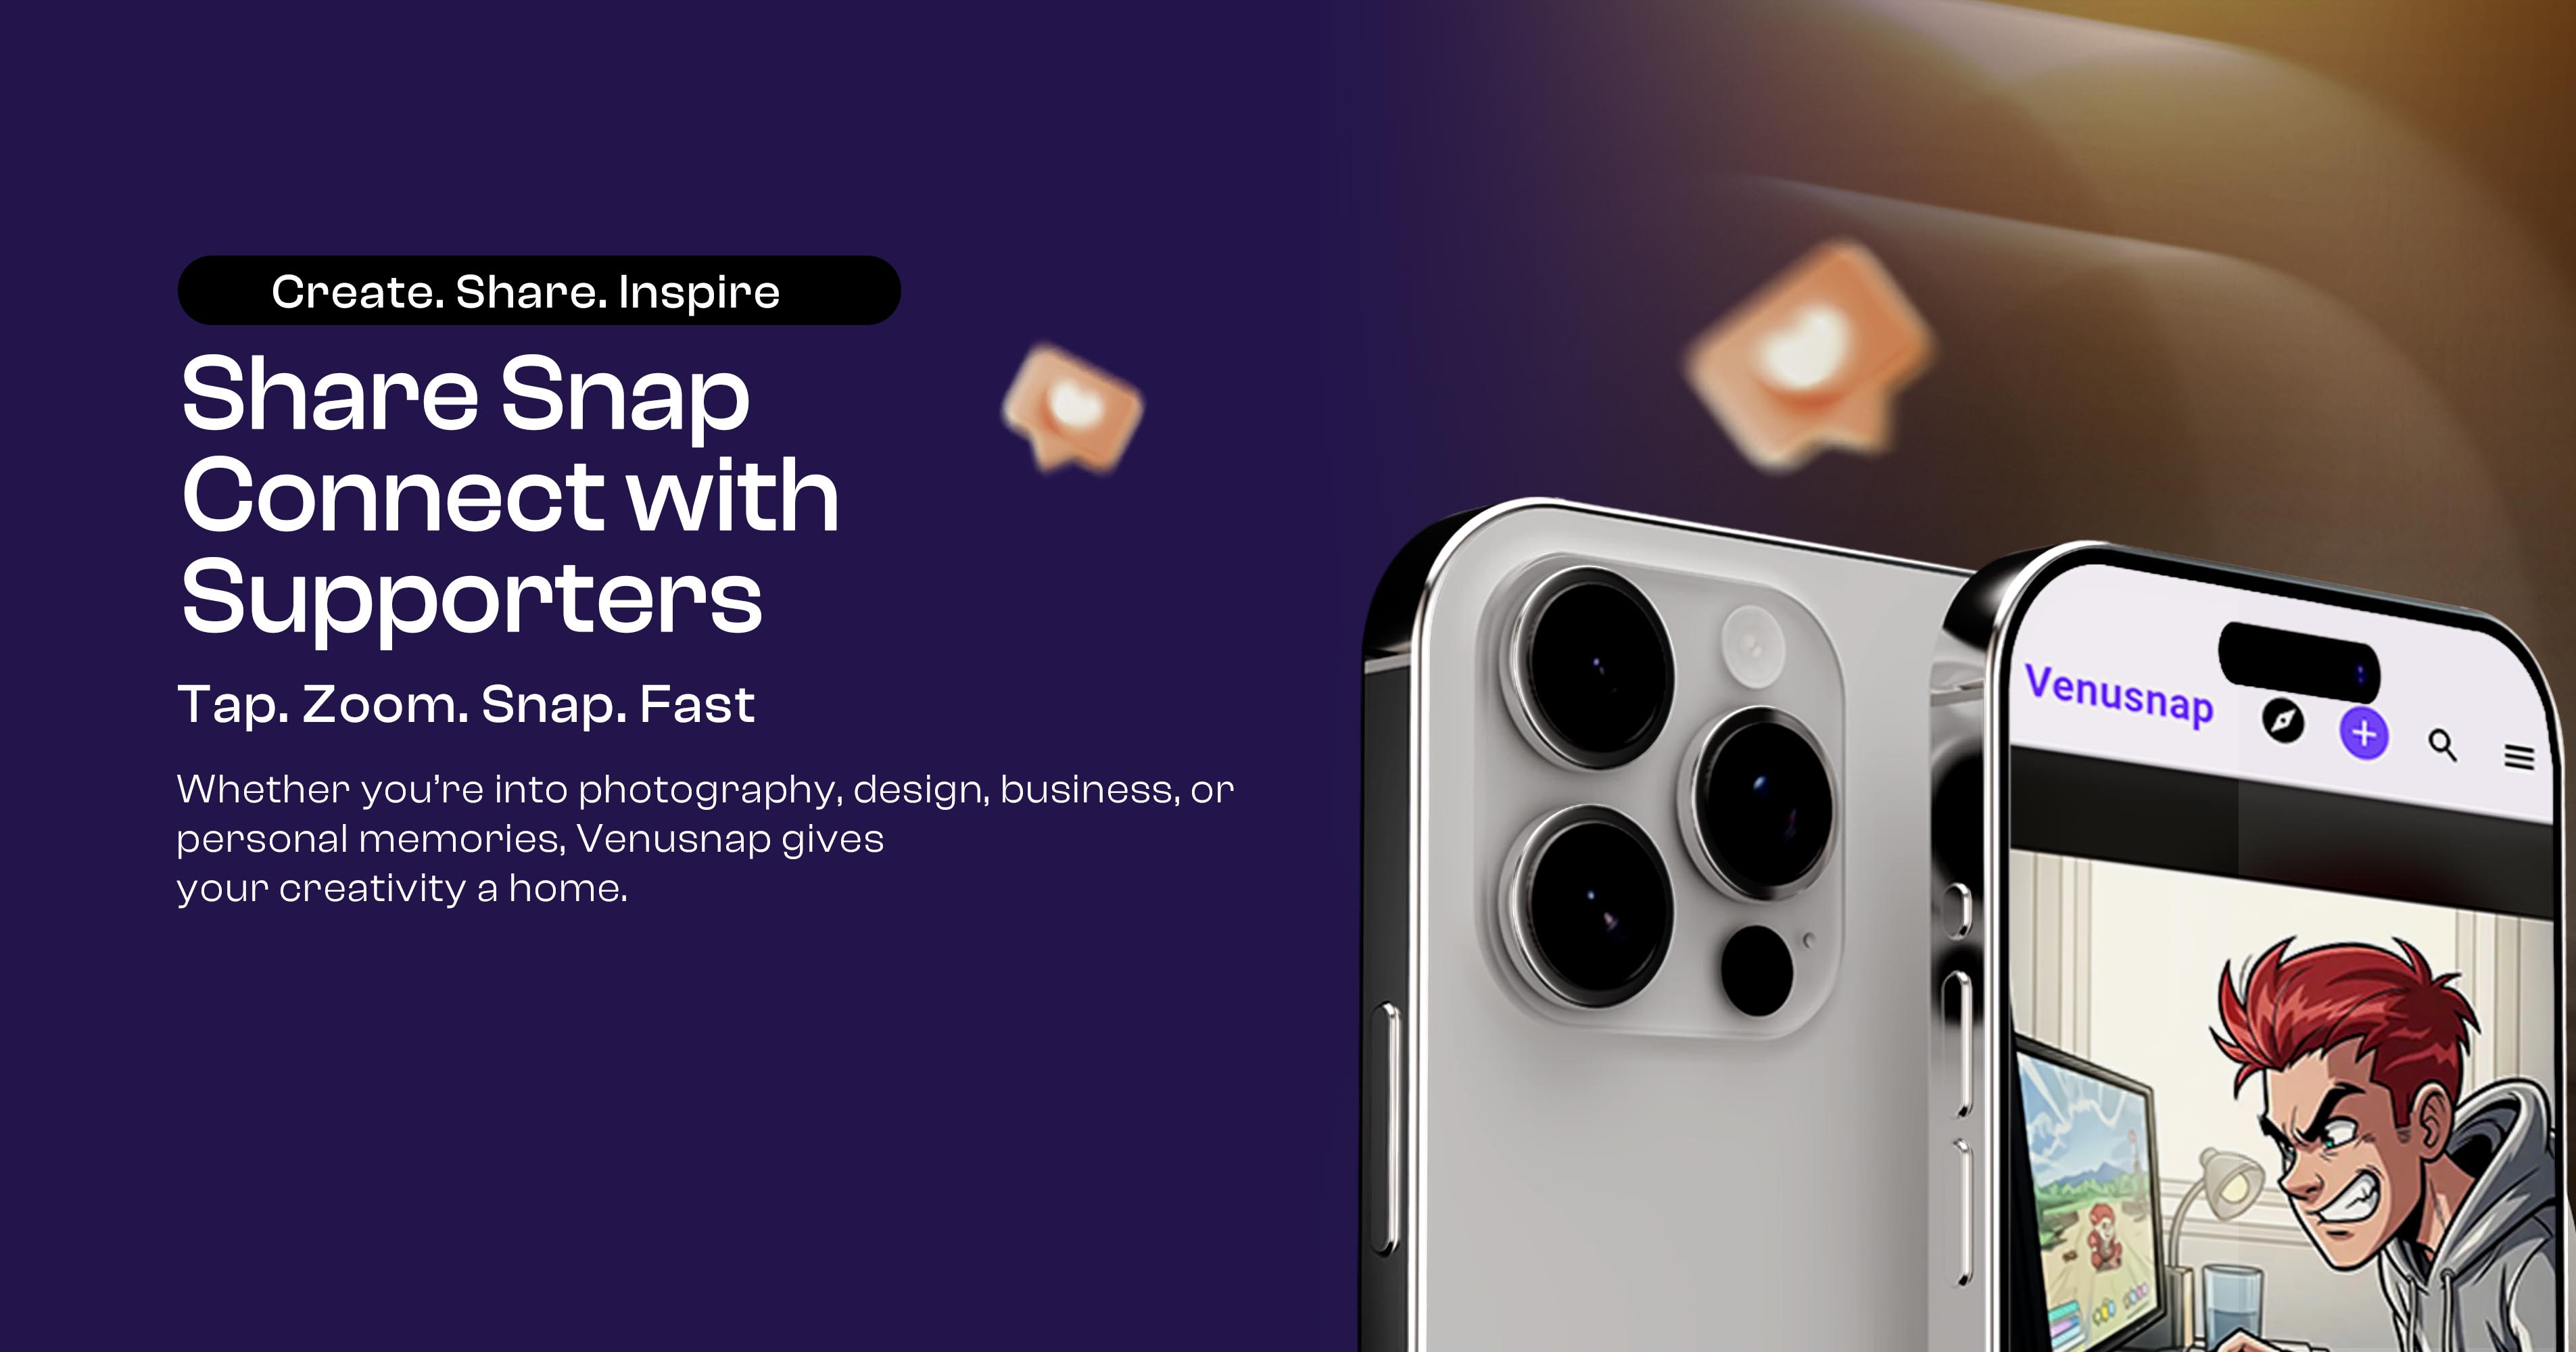 Create. Share. Inspire
Share Snap
Connect with
Supporters
Tap. Zoom. Snap. Fast
Whether you’re into photography, design, business, or
personal memories, Venusnap gives
your creativity a home.
Venusnap